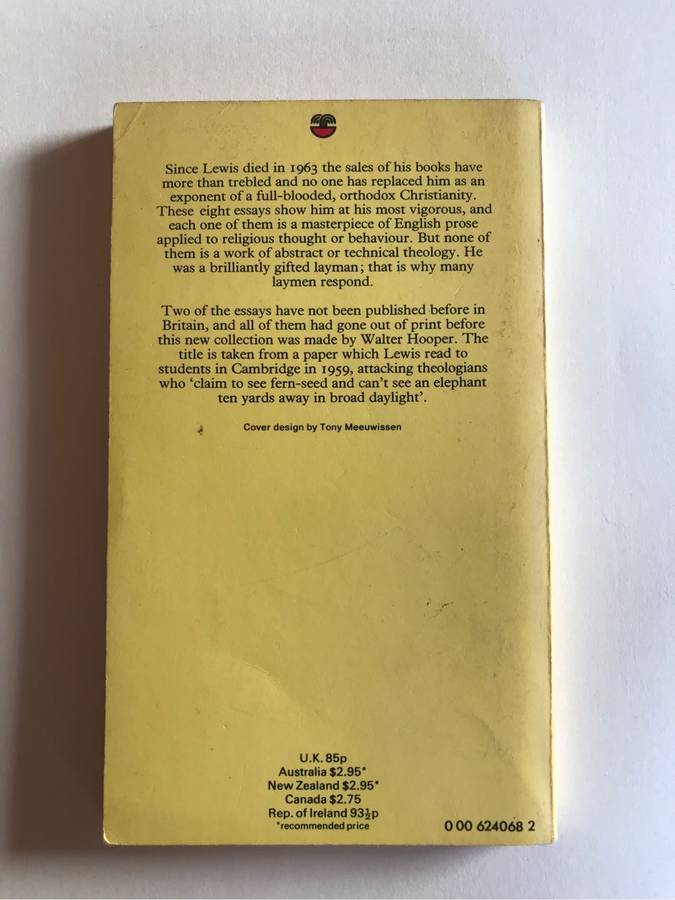 Since Lewis died in 1963 the sales of his books have
more than trebled and no one has replaced him as an
exponent of a full-blooded, orthodox Christianity.
These eight essays show him at his most vigorous, and
each one of them is a masterpiece of English prose
applied to religious thought or behaviour. But none of
them is a work of abstract or technical theology. He
was a brilliantly gifted layman; that is why many
laymen respond.
Two of the essays have not been published before in
Britain, and all of them had gone out of print before
this new collection was made by Walter Hooper. The
title is taken from a paper which Lewis read to
students in Cambridge in 1959, attacking theologians
who ‘claim to see fern-seed and can’t see an elephant
ten yards away in broad daylight’.
Cover design by Tony Meeuwissen
U.K. 85p
Australia $2.95*
New Zealand $2.95*
Canada $2.75
Rep. of Ireland 93½p
*recommended price
0 00 624068 2